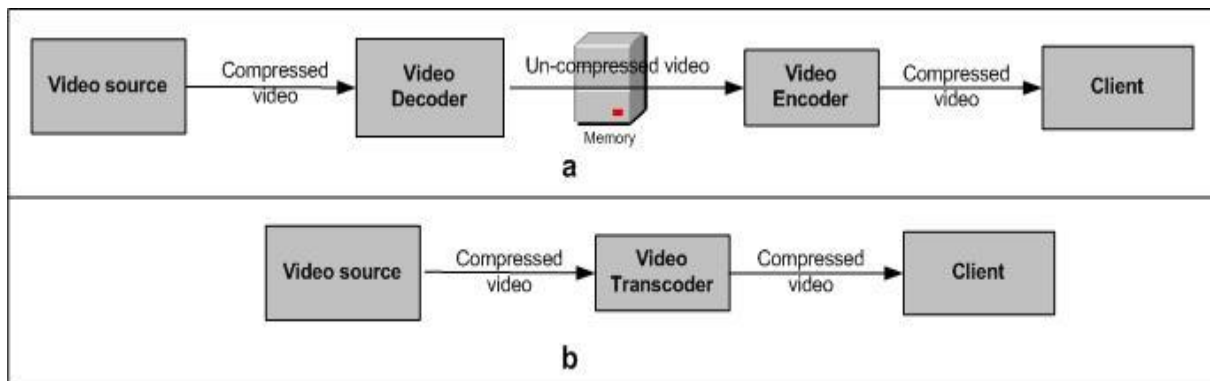 Video source
Compressed
video
Video
Decoder
Un-compressed video
Memory
Video
Encoder
Compressed
video
Client
a
Video source
Compressed
video
Video
Transcoder
Compressed
video
Client
b